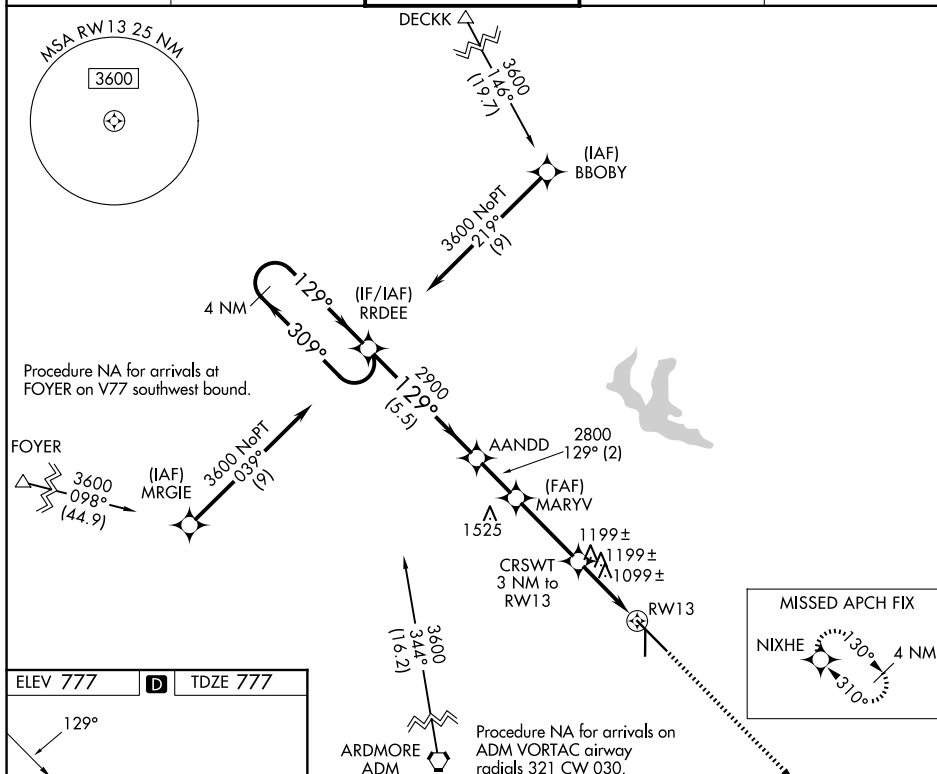 MSA RW13 25 NM
3600
DECKK
3600
146°
(19.7)
(IAF)
BBOBY
3600 NoPT
219°
(9)
4 NM
129°
309°
(IF/IAF)
RRDEE
Procedure NA for arrivals at
FOYER on V77 southwest bound.
2900
129°
(5.5)
FOYER
3600
098°
(44.9)
(IAF)
MRGIE
3600 NoPT
039°
(9)
AANDD
2800
129° (2)
(FAF)
MARYV
1525
1199±
1199±
1099±
CRSWT
3 NM to
RW13
RW13
3600
344°
(16.2)
MISSED APCH FIX
NIXHE
130°
310°
4 NM
ELEV 777
D
TDZE 777
129°
ARDMORE
ADM
Procedure NA for arrivals on
ADM VORTAC airway
radials 321 CW 030.